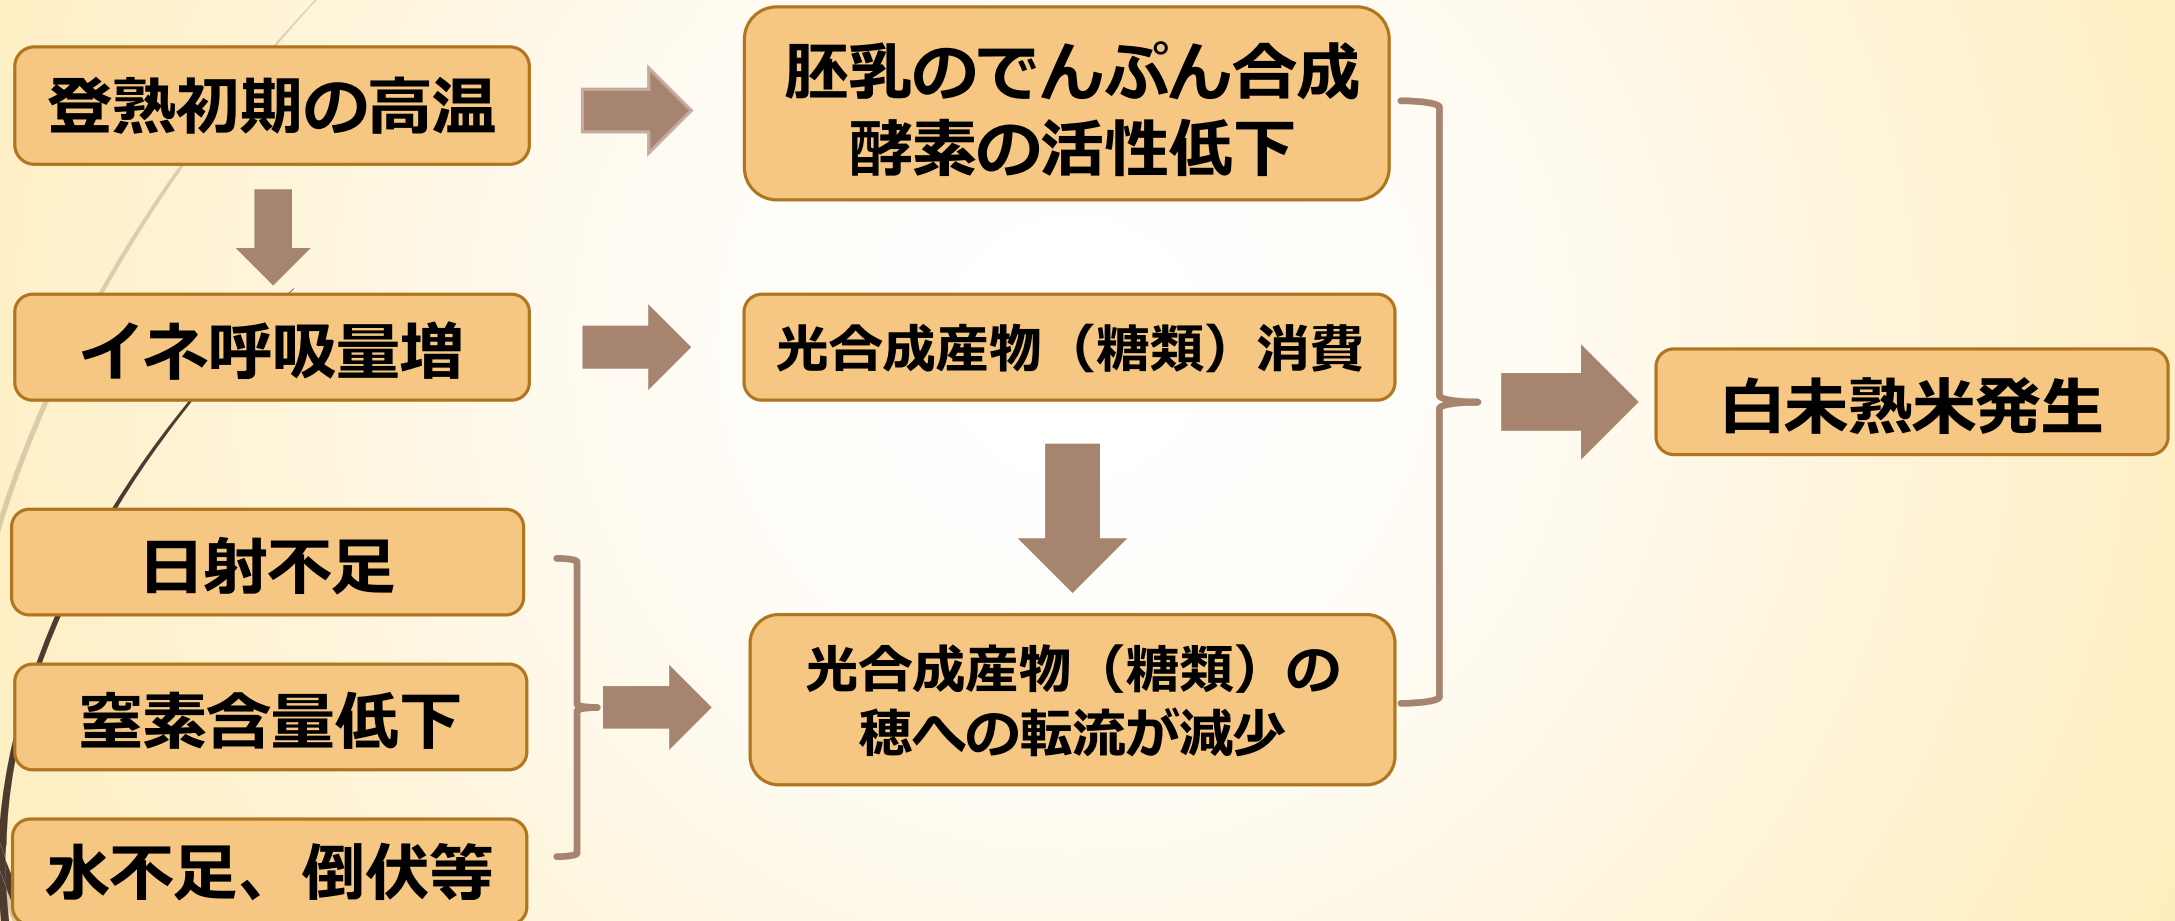 登熟初期の高温
胚乳のでんぷん合成
酵素の活性低下
イネ呼吸量増
光合成産物（糖類）消費
白未熟米発生
日射不足
窒素含量低下
水不足、倒伏等
光合成産物（糖類）の
穂への転流が減少